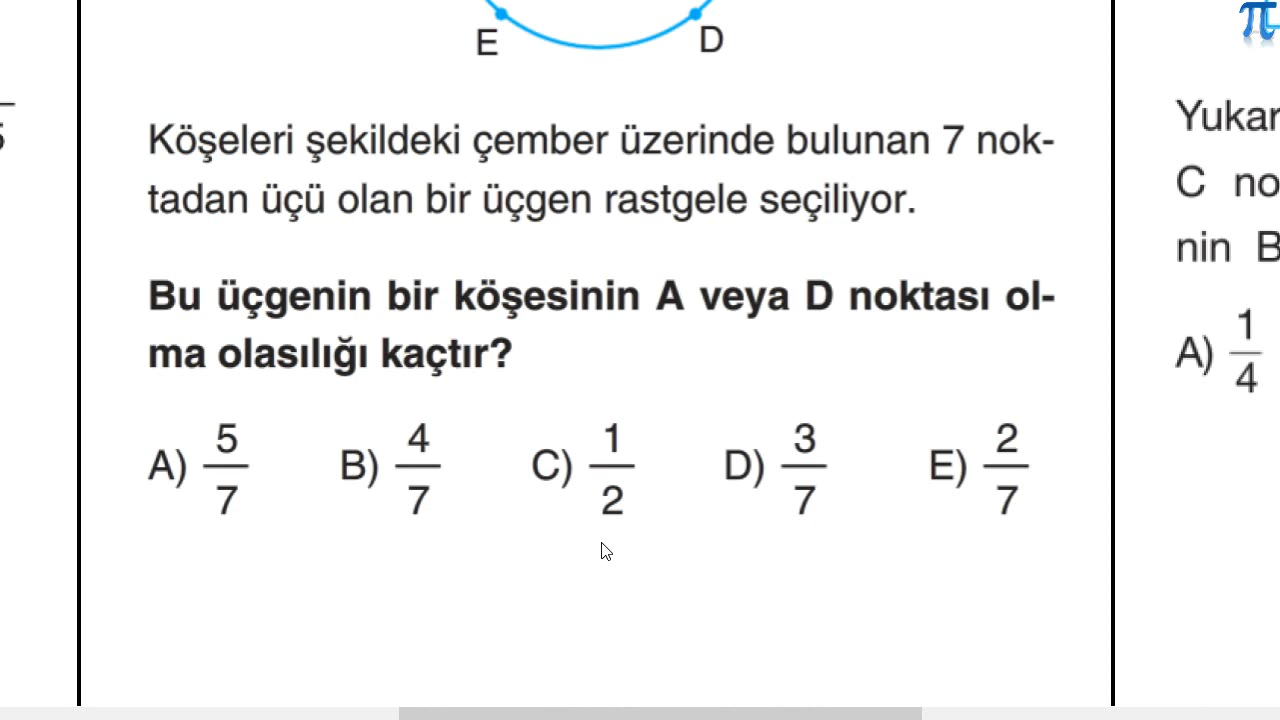 E
D
Köşeleri şekildeki çember üzerinde bulunan 7 nok-
tadan üçü olan bir üçgen rastgele seçiliyor.
Bu üçgenin bir köşesinin A veya D noktası ol-
ma olasılığı kaçtır?
A) 5/7 B) 4/7 C) 1/2 D) 3/7 E) 2/7
π
Yukar
C no
nin B
A) 1/4